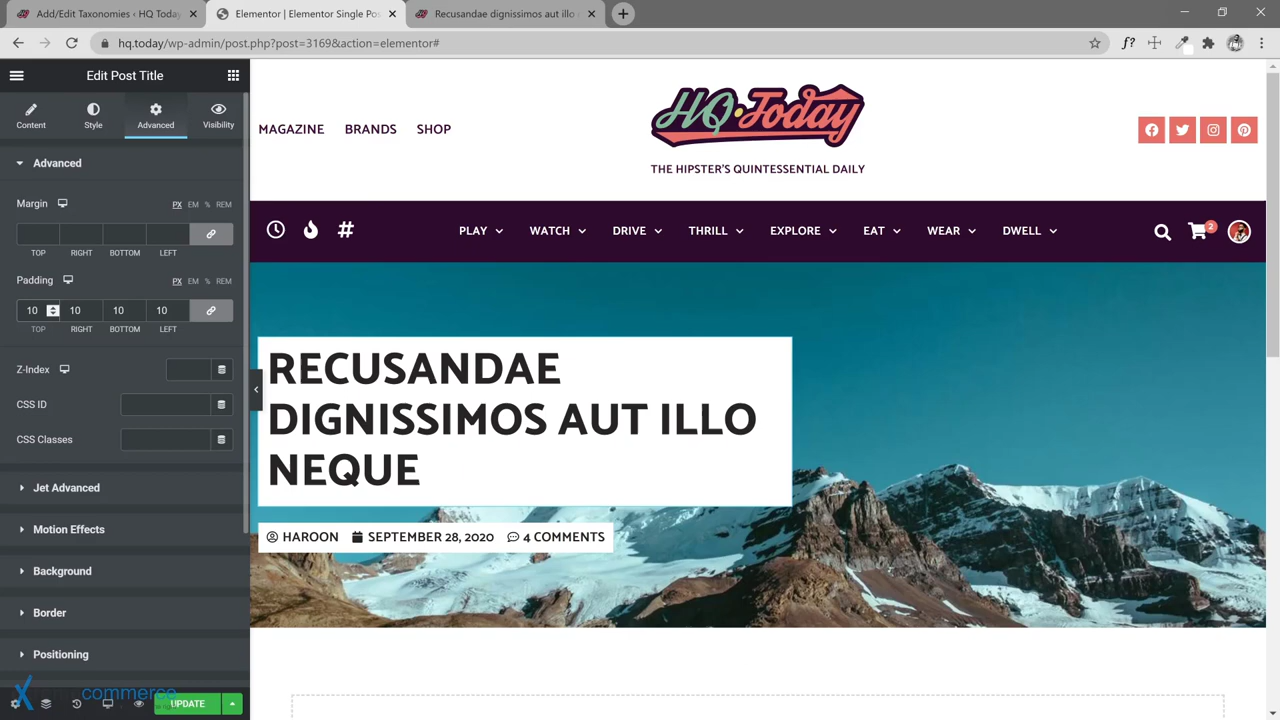 Add/Edit Taxonomies ‹ HQ Today
Elementor | Elementor Single Po
Recusandae dignissimos aut illo
hq.today/wp-admin/post.php?post=3169&action=elementor#
f?
Edit Post Title
Content
Style
Advanced
Visibility
Advanced
Margin
PX EM % REM
TOP RIGHT BOTTOM LEFT
Padding
PX EM % REM
10 10 10 10
TOP RIGHT BOTTOM LEFT
Z-Index
CSS ID
CSS Classes
Jet Advanced
Motion Effects
Background
Border
Positioning
commerce
UPDATE
MAGAZINE BRANDS SHOP
HQ Today
THE HIPSTER'S QUINTESSENTIAL DAILY
PLAY WATCH DRIVE THRILL EXPLORE EAT WEAR DWELL
2
RECUSANDAE
DIGNISSIMOS AUT ILLO
NEQUE
HAROON SEPTEMBER 28, 2020 4 COMMENTS